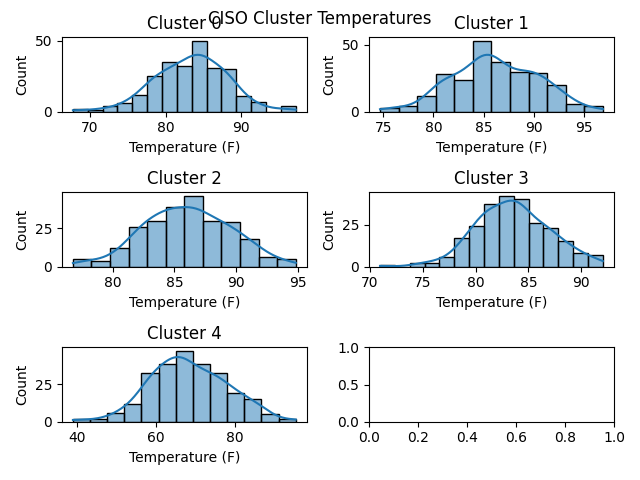 CISO Cluster Temperatures
Cluster 0
Cluster 1
Count
50
0
70 80 90
Temperature (F)
Count
50
0
75 80 85 90 95
Temperature (F)
Cluster 2
Cluster 3
Count
25
0
80 85 90 95
Temperature (F)
Count
25
0
70 75 80 85 90
Temperature (F)
Cluster 4
Count
25
0
40 60 80
Temperature (F)
1.0
0.5
0.0
0.0 0.2 0.4 0.6 0.8 1.0